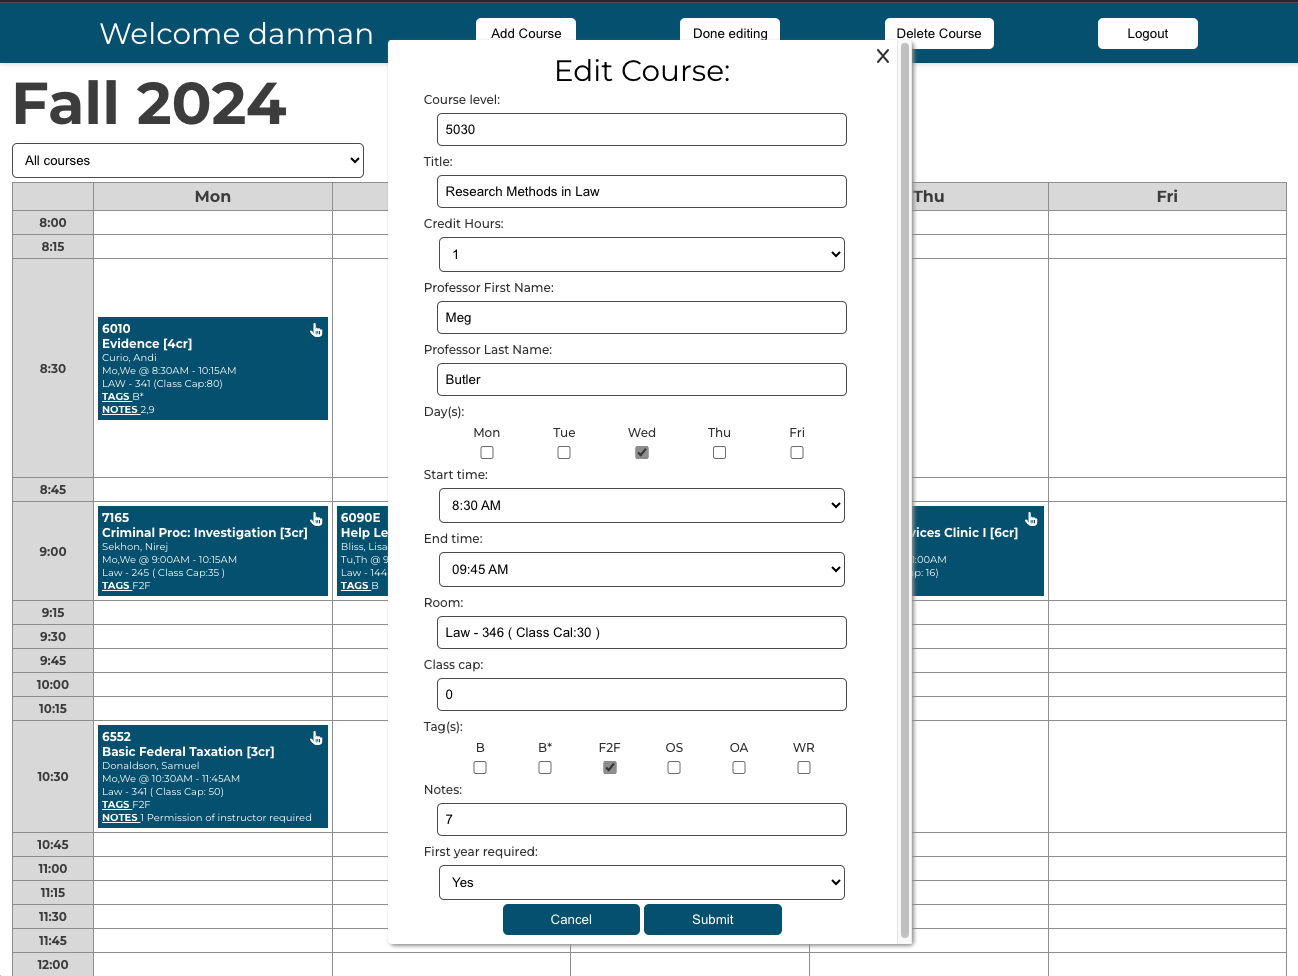 Welcome danman
Add Course
Done editing
Delete Course
Logout
Fall 2024
All courses
Mon
Thu
Fri
8:00
8:15
8:30
6010
Evidence [4cr]
Curio, Andi
Mo,We @ 8:30AM - 10:15AM
LAW - 341 (Class Cap:80)
TAGS B*
NOTES 2,9
8:45
9:00
7165
Criminal Proc: Investigation [3cr]
Sekhon, Nirej
Mo,We @ 9:00AM - 10:15AM
Law - 245 ( Class Cap:35 )
TAGS F2F
6090E
Help Le
Bliss, Lisa
Tu,Th @ 9
Law - 144
TAGS B
vices Clinic I [6cr]
1:00AM
p: 16)
9:15
9:30
9:45
10:00
10:15
10:30
6552
Basic Federal Taxation [3cr]
Donaldson, Samuel
Mo,We @ 10:30AM - 11:45AM
Law - 341 ( Class Cap: 50)
TAGS F2F
NOTES 1 Permission of instructor required
10:45
11:00
11:15
11:30
11:45
12:00
X
Edit Course:
Course level:
5030
Title:
Research Methods in Law
Credit Hours:
1
Professor First Name:
Meg
Professor Last Name:
Butler
Day(s):
Mon Tue Wed Thu Fri
Start time:
8:30 AM
End time:
09:45 AM
Room:
Law - 346 ( Class Cal:30 )
Class cap:
0
Tag(s):
B B* F2F OS OA WR
Notes:
7
First year required:
Yes
Cancel
Submit